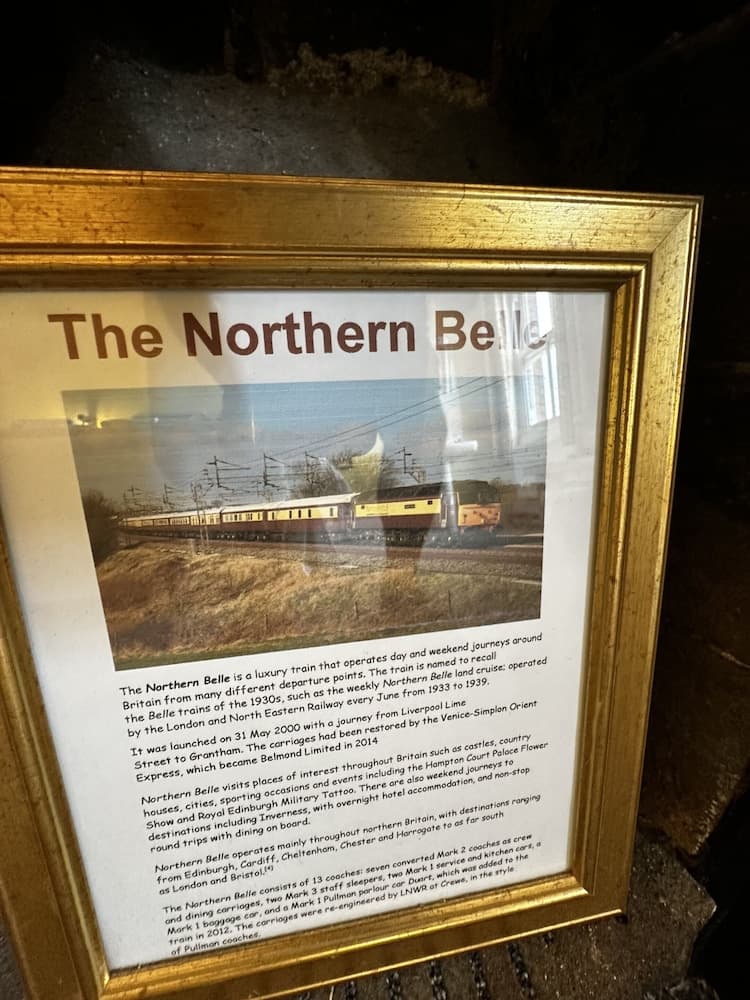 The Northern Belle
The Northern Belle is a luxury train that operates day and weekend journeys around
Britain from many different departure points. The train is named to recall
the Belle trains of the 1930s, such as the weekly Northern Belle land cruise; operated
by the London and North Eastern Railway every June from 1933 to 1939.
It was launched on 31 May 2000 with a journey from Liverpool Lime
Street to Grantham. The carriages had been restored by the Venice-Simplon Orient
Express, which became Belmond Limited in 2014
Northern Belle visits places of interest throughout Britain such as castles, country
houses, cities, sporting occasions and events including the Hampton Court Palace Flower
Show and Royal Edinburgh Military Tattoo. There are also weekend journeys to
destinations including Inverness, with overnight hotel accommodation, and non-stop
round trips with dining on board.
Northern Belle operates mainly throughout northern Britain, with destinations ranging
from Edinburgh, Cardiff, Cheltenham, Chester and Harrogate to as far south
as London and Bristol.[4]
The Northern Belle consists of 13 coaches: seven converted Mark 2 coaches as crew
and dining carriages, two Mark 3 staff sleepers, two Mark 1 service and kitchen cars, a
Mark 1 baggage car, and a Mark 1 Pullman parlour car Duart, which was added to the
train in 2012. The carriages were re-engineered by LNWR at Crewe, in the style
of Pullman coaches.